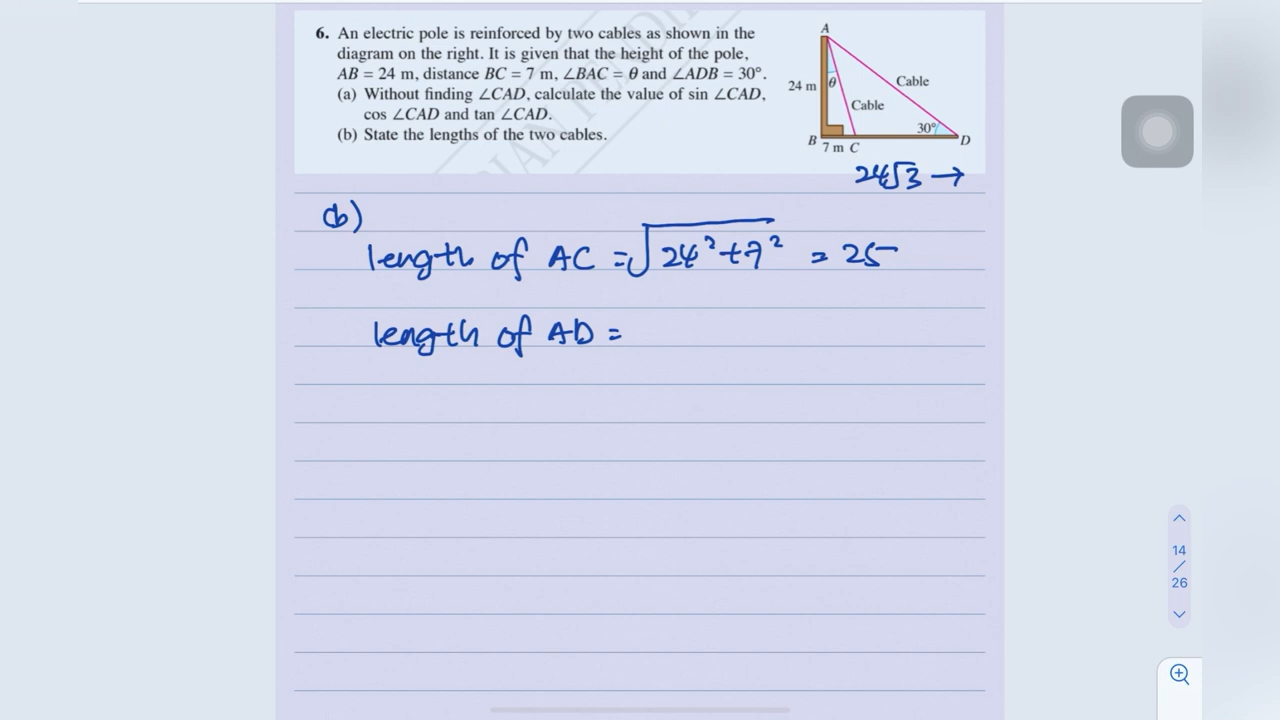 6. An electric pole is reinforced by two cables as shown in the
diagram on the right. It is given that the height of the pole,
AB = 24 m, distance BC = 7 m, ∠BAC = θ and ∠ADB = 30°.
(a) Without finding ∠CAD, calculate the value of sin ∠CAD,
cos ∠CAD and tan ∠CAD.
(b) State the lengths of the two cables.
A
24 m θ Cable
Cable
30°
B 7 m C D
24√3 →
(b)
length of AC = √24²+7² = 25
length of AD =
14
/
26